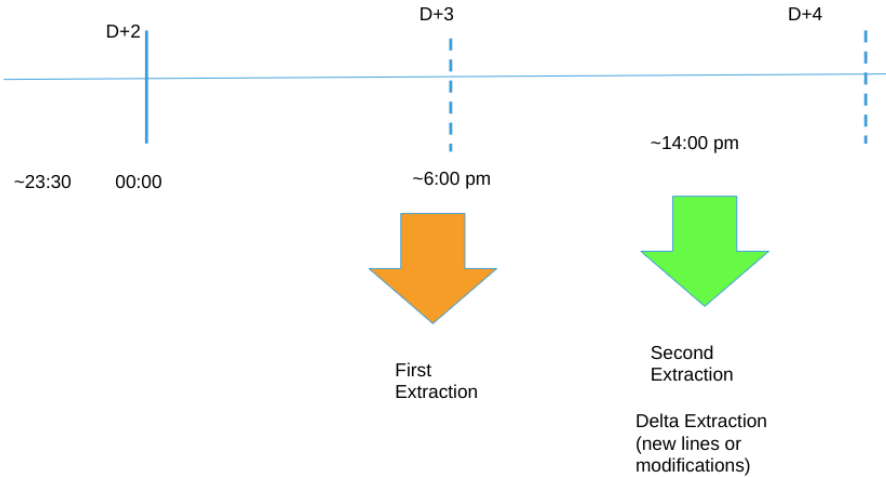 D+2
D+3
D+4
~23:30
00:00
~6:00 pm
~14:00 pm
First
Extraction
Second
Extraction
Delta Extraction
(new lines or
modifications)